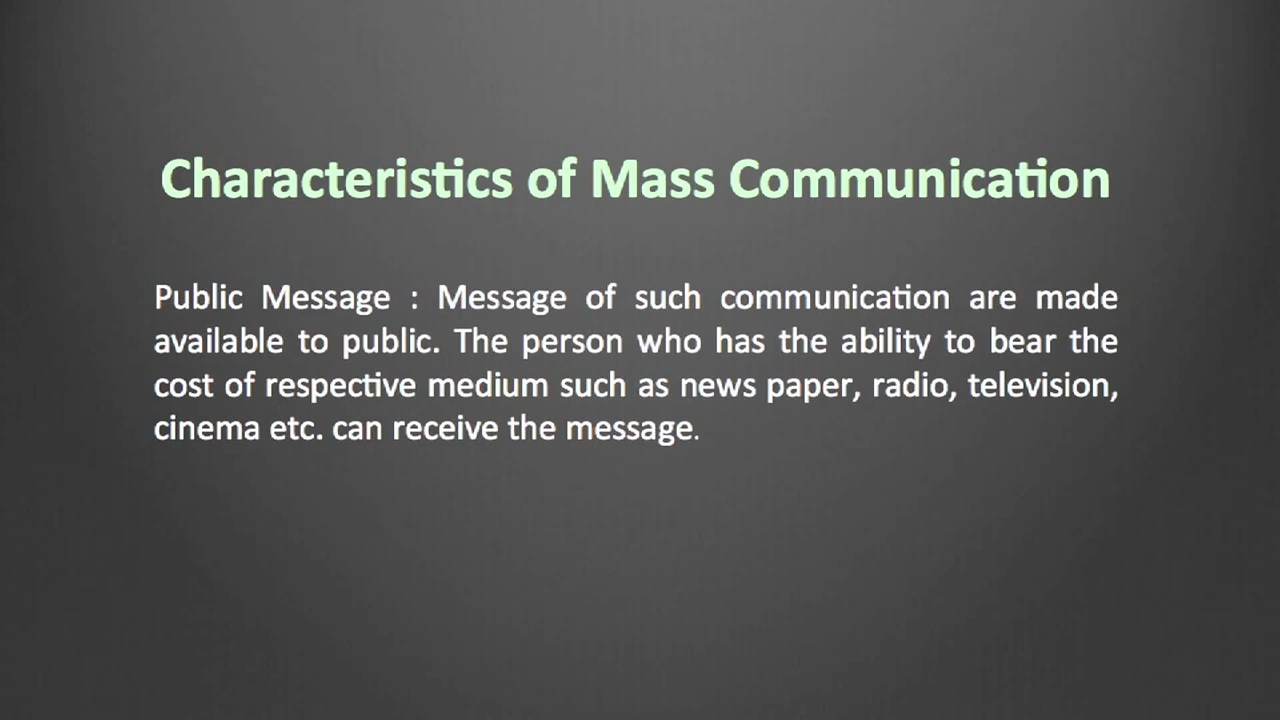 Characteristics of Mass Communication
Public Message : Message of such communication are made
available to public. The person who has the ability to bear the
cost of respective medium such as news paper, radio, television,
cinema etc. can receive the message.